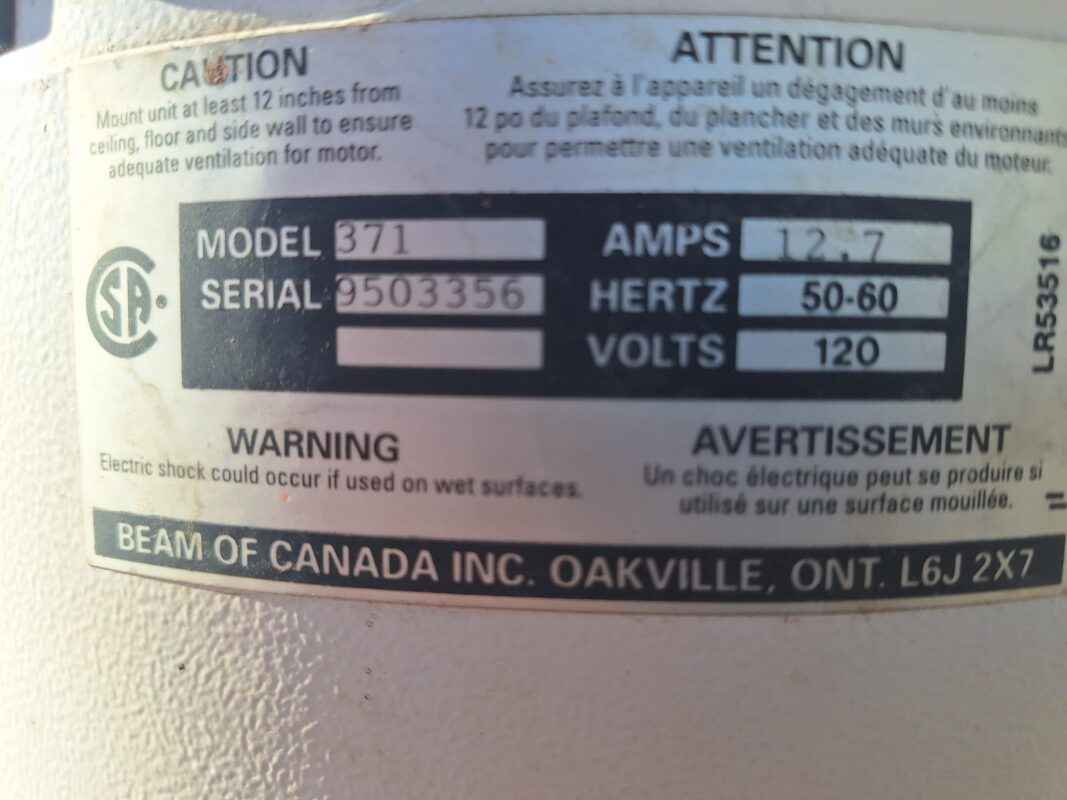 CAUTION
Mount unit at least 12 inches from
ceiling, floor and side wall to ensure
adequate ventilation for motor.
ATTENTION
Assurez à l'appareil un dégagement d'au moins
12 po du plafond, du plancher et des murs environnants
pour permettre une ventilation adéquate du moteur.
CSA®
MODEL 371
SERIAL 9503356
AMPS 12.7
HERTZ 50-60
VOLTS 120
LR53516
WARNING
Electric shock could occur if used on wet surfaces.
AVERTISSEMENT
Un choc électrique peut se produire si
utilisé sur une surface mouillée.
BEAM OF CANADA INC. OAKVILLE, ONT. L6J 2X7